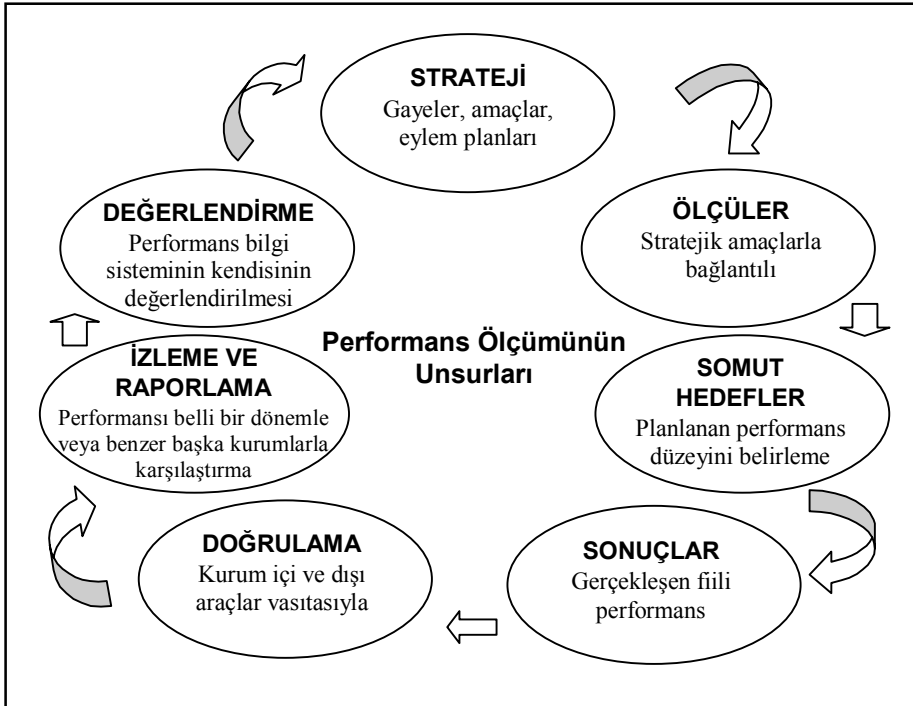 STRATEJİ
Gayeler, amaçlar,
eylem planları
ÖLÇÜLER
Stratejik amaçlarla
bağlantılı
SOMUT
HEDEFLER
Planlanan performans
düzeyini belirleme
SONUÇLAR
Gerçekleşen fiili
performans
DOĞRULAMA
Kurum içi ve dışı
araçlar vasıtasıyla
İZLEME VE
RAPORLAMA
Performansı belli bir dönemle
veya benzer başka kurumlarla
karşılaştırma
DEĞERLENDİRME
Performans bilgi
sisteminin kendisinin
değerlendirilmesi
Performans Ölçümünün
Unsurları